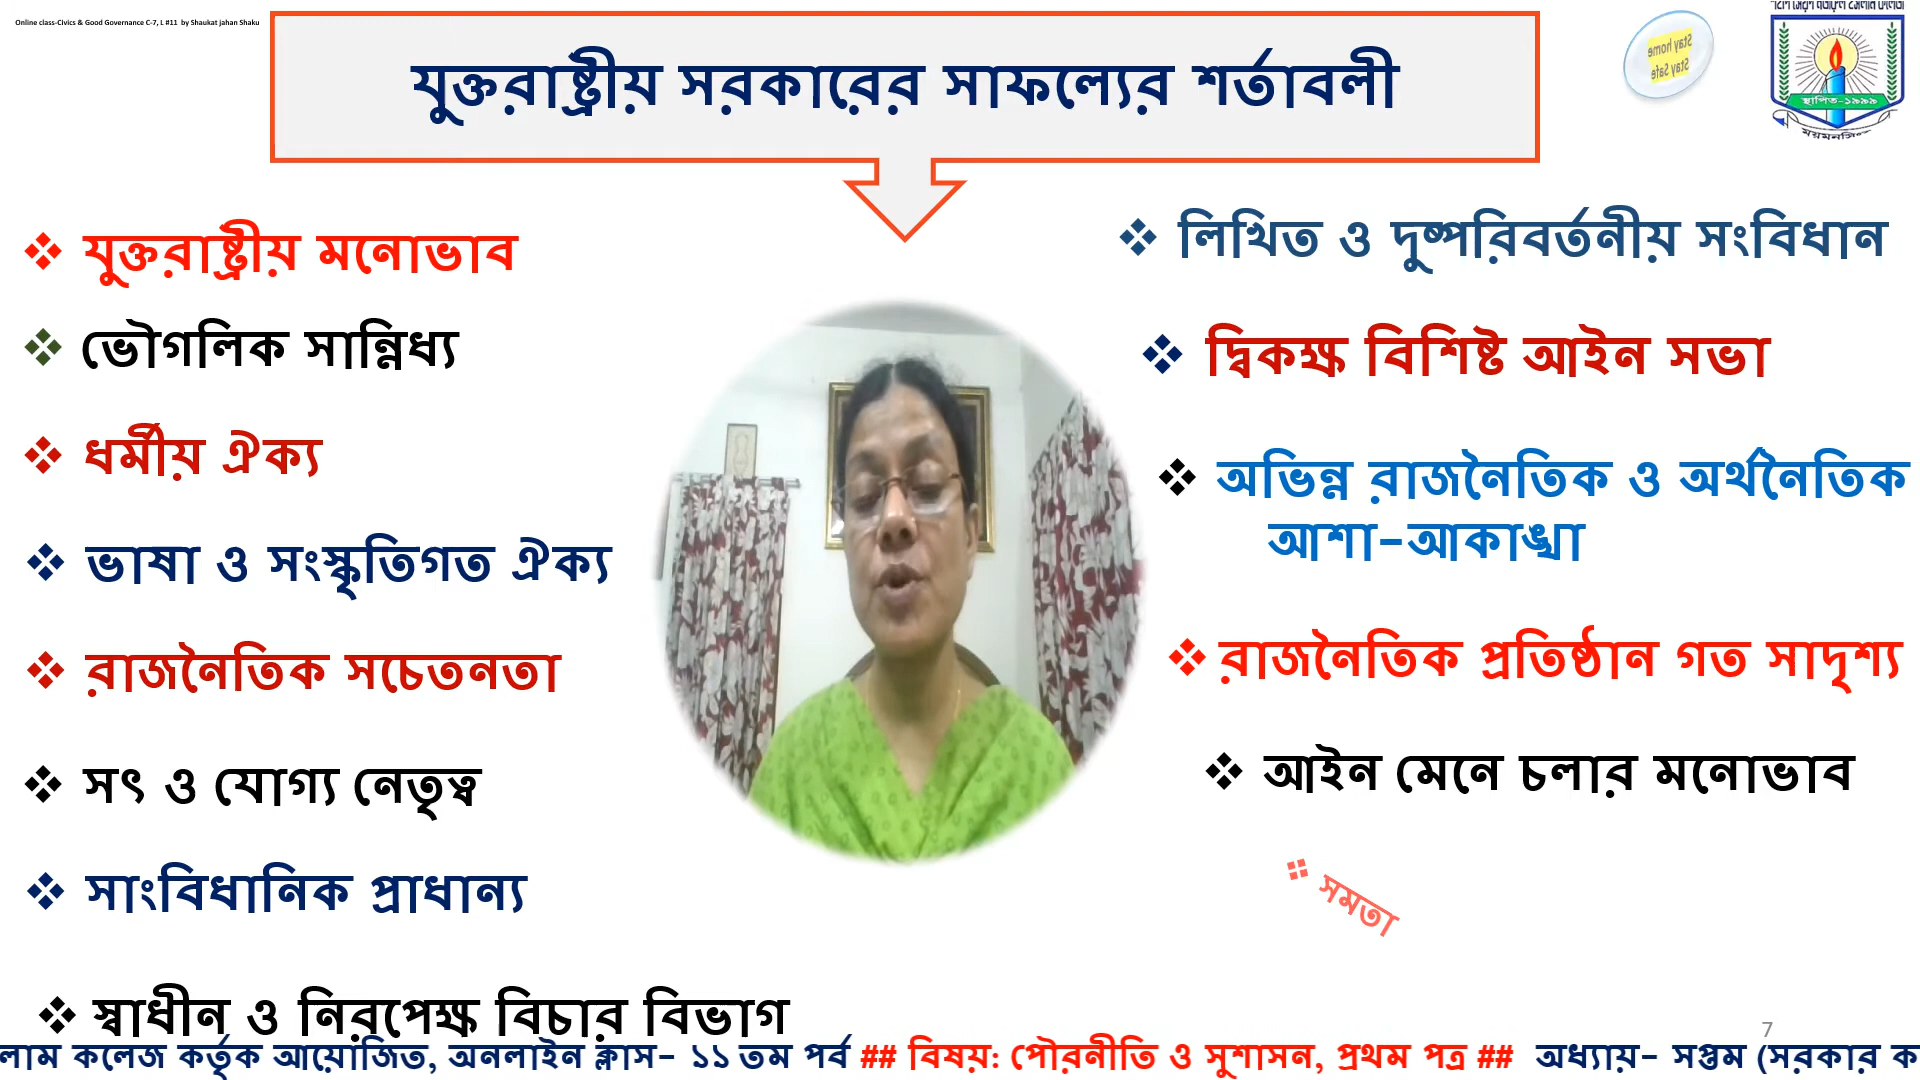 Online class-Civics & Good Governance C-7, L #11 by Shaukat jahan Shaku
যুক্তরাষ্ট্রীয় সরকারের সাফল্যের শর্তাবলী
Stay home
Stay Safe
স্থাপিত-১৯৯৯
❖ যুক্তরাষ্ট্রীয় মনোভাব
❖ ভৌগলিক সান্নিধ্য
❖ ধর্মীয় ঐক্য
❖ ভাষা ও সংস্কৃতিগত ঐক্য
❖ রাজনৈতিক সচেতনতা
❖ সৎ ও যোগ্য নেতৃত্ব
❖ সাংবিধানিক প্রাধান্য
❖ স্বাধীন ও নিরপেক্ষ বিচার বিভাগ
❖ লিখিত ও দুষ্পরিবর্তনীয় সংবিধান
❖ দ্বিকক্ষ বিশিষ্ট আইন সভা
❖ অভিন্ন রাজনৈতিক ও অর্থনৈতিক
আশা-আকাঙ্খা
❖ রাজনৈতিক প্রতিষ্ঠান গত সাদৃশ্য
❖ আইন মেনে চলার মনোভাব
❖ সমতা
7
লাম কলেজ কর্তৃক আয়োজিত, অনলাইন ক্লাস- ১১ তম পর্ব ## বিষয়: পৌরনীতি ও সুশাসন, প্রথম পত্র ## অধ্যায়- সপ্তম (সরকার ক